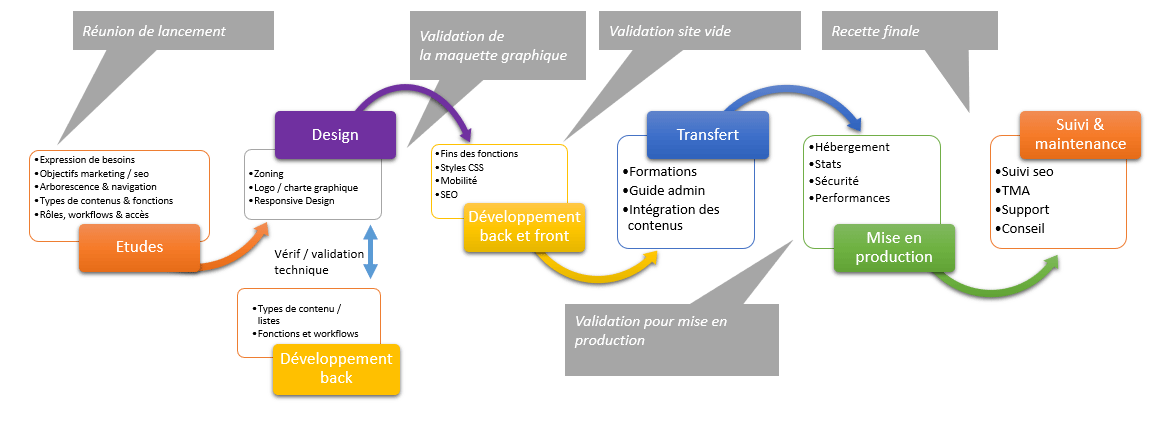 Réunion de lancement
Validation de
la maquette graphique
Validation site vide
Recette finale
•Expression de besoins
•Objectifs marketing / seo
•Arborescence & navigation
•Types de contenus & fonctions
•Rôles, workflows & accès
Etudes
Design
•Zoning
•Logo / charte graphique
•Responsive Design
Vérif / validation
technique
•Types de contenu /
listes
•Fonctions et workflows
Développement
back
•Fins des fonctions
•Styles CSS
•Mobilité
•SEO
Développement
back et front
Transfert
•Formations
•Guide admin
•Intégration des
contenus
Validation pour mise en
production
•Hébergement
•Stats
•Sécurité
•Performances
Mise en
production
Suivi &
maintenance
•Suivi seo
•TMA
•Support
•Conseil